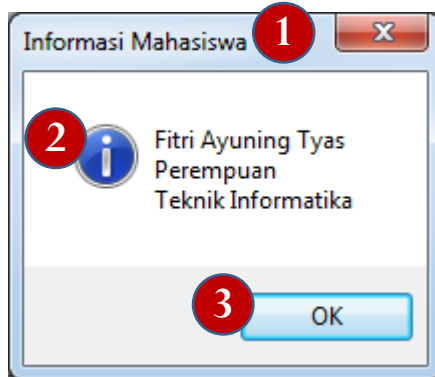 Informasi Mahasiswa 1
2
Fitri Ayuning Tyas
Perempuan
Teknik Informatika
3
OK